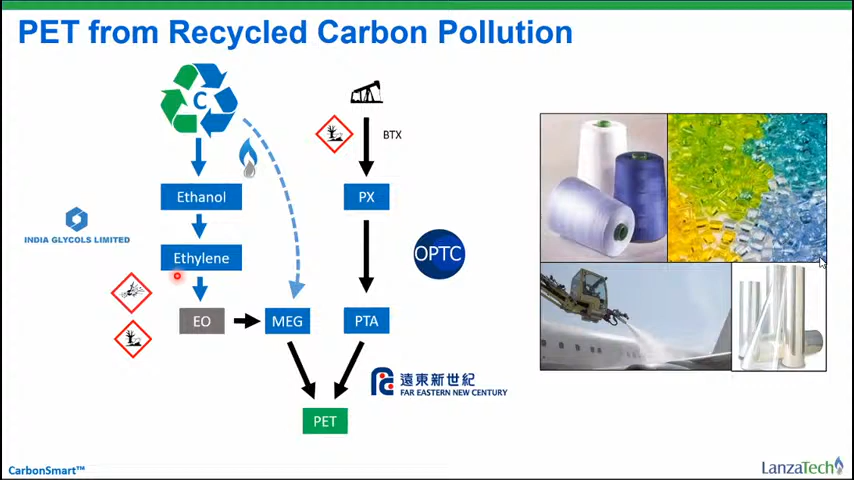 PET from Recycled Carbon Pollution
C
BTX
Ethanol
PX
INDIA GLYCOLS LIMITED
Ethylene
OPTC
EO
MEG
PTA
遠東新世紀
FAR EASTERN NEW CENTURY
PET
CarbonSmart™
LanzaTech